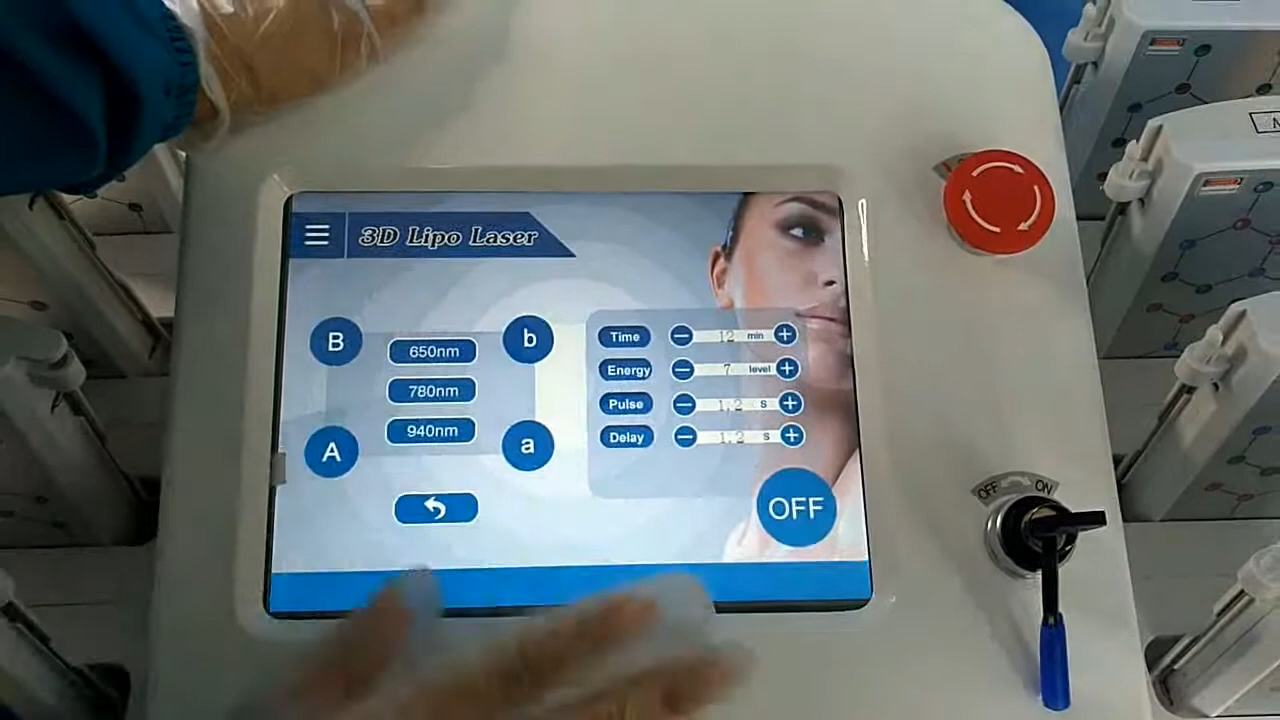 3D Lipo Laser
B
650nm
b
780nm
A
940nm
a
Time 12 min
Energy 7 level
Pulse 1.2 s
Delay 1.2 s
OFF
OFF ON